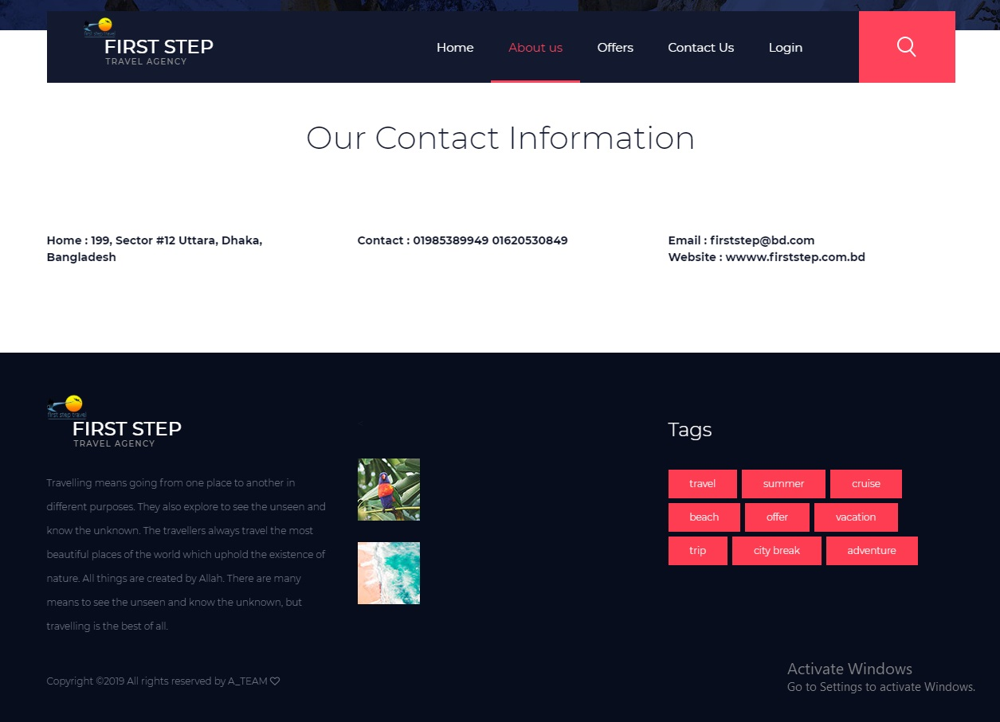 first step travel
FIRST STEP
TRAVEL AGENCY
Home
About us
Offers
Contact Us
Login
Our Contact Information
Home : 199, Sector #12 Uttara, Dhaka,
Bangladesh
Contact : 01985389949 01620530849
Email : firststep@bd.com
Website : wwww.firststep.com.bd
first step travel
FIRST STEP
TRAVEL AGENCY
Travelling means going from one place to another in
different purposes. They also explore to see the unseen and
know the unknown. The travellers always travel the most
beautiful places of the world which uphold the existence of
nature. All things are created by Allah. There are many
means to see the unseen and know the unknown, but
travelling is the best of all.
Copyright ©2019 All rights reserved by A_TEAM ♡
Tags
travel summer cruise
beach offer vacation
trip city break adventure
Activate Windows
Go to Settings to activate Windows.